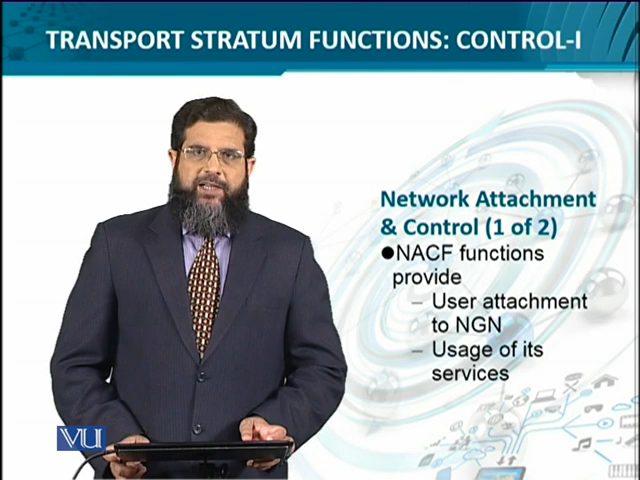 TRANSPORT STRATUM FUNCTIONS: CONTROL-I
Network Attachment
& Control (1 of 2)
●NACF functions
provide
– User attachment
to NGN
– Usage of its
services
VU